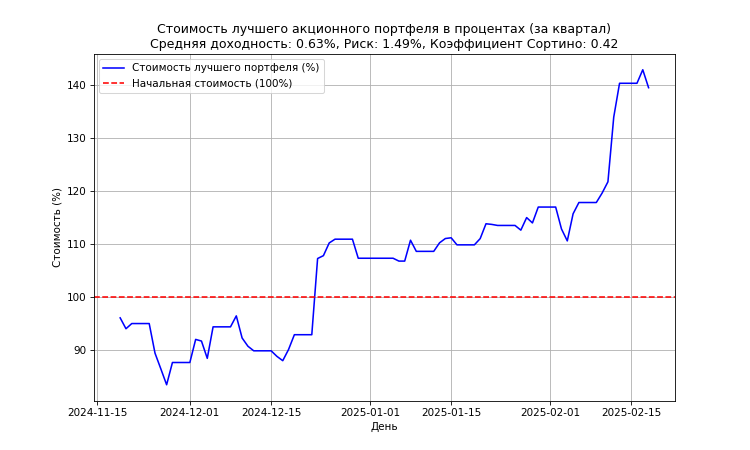 Стоимость лучшего акционного портфеля в процентах (за квартал)
Средняя доходность: 0.63%, Риск: 1.49%, Коэффициент Сортино: 0.42
Стоимость лучшего портфеля (%)
Начальная стоимость (100%)
Стоимость (%)
140
130
120
110
100
90
2024-11-15 2024-12-01 2024-12-15 2025-01-01 2025-01-15 2025-02-01 2025-02-15
День